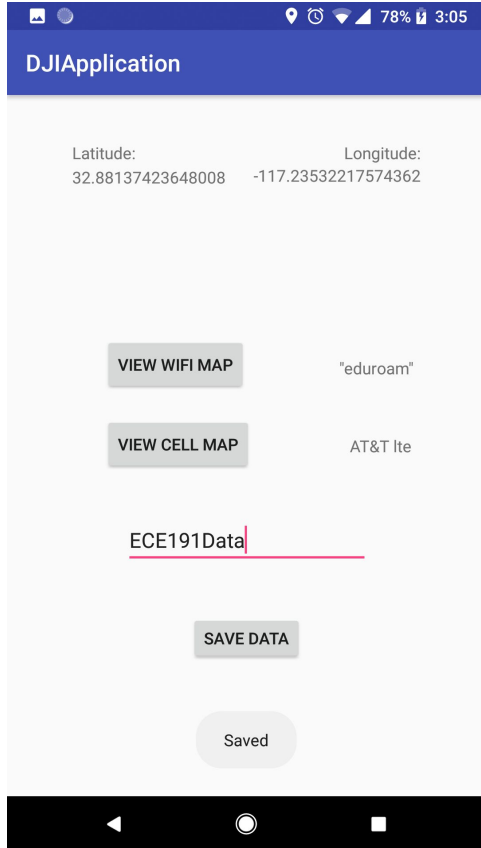 78% 3:05
DJIApplication
Latitude: Longitude:
32.88137423648008 -117.23532217574362
VIEW WIFI MAP "eduroam"
VIEW CELL MAP AT&T lte
ECE191Data
SAVE DATA
Saved